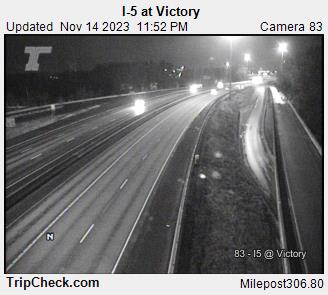 I-5 at Victory
Updated Nov 14 2023 11:52 PM Camera 83
T
N
83 - I5 @ Victory
TripCheck.com Milepost306.80